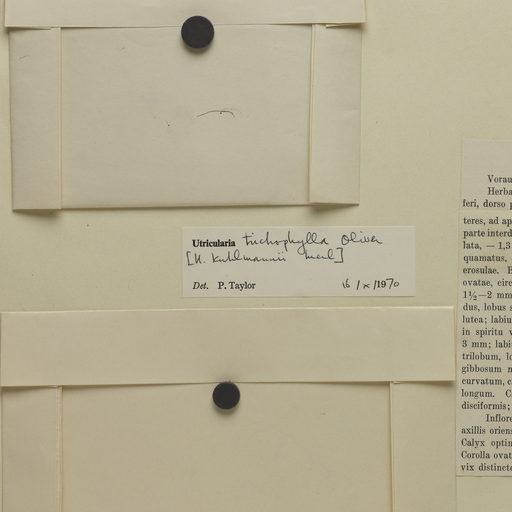 Utricularia trichophylla Oliver
[U. Kuhlmannii Merl]
Det. P. Taylor 16/x/1970
Vorau
Herba
feri, dorso p
teres, ad ap
parte interd
lata, — 1,3
quamatus,
erosulae. E
ovatae, circ
1½—2 mm
dus, lobus s
lutea; labiu
in spiritu v
3 mm; labi
trilobum, lo
gibbosum m
curvatum, c
longum. C
disciformis;
Inflore
axillis orien
Calyx optin
Corolla ovat
vix distincte